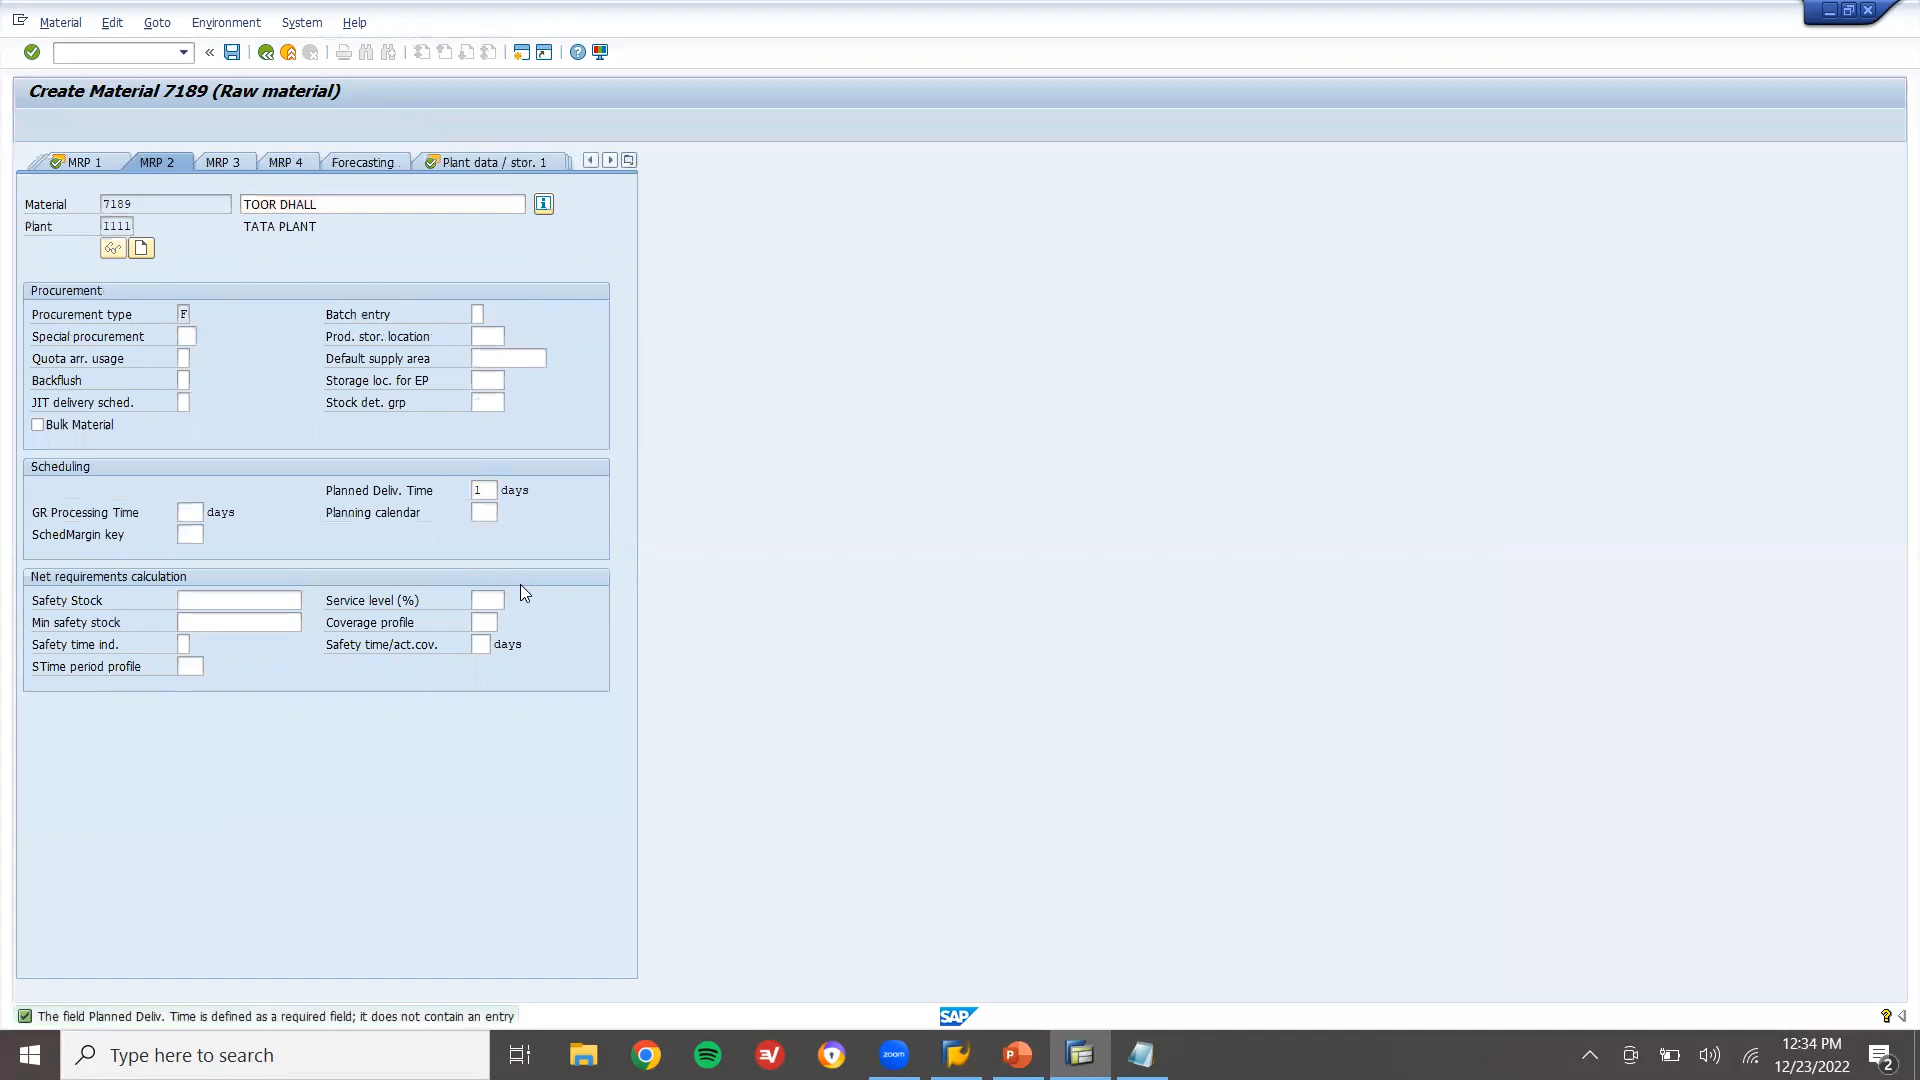 Material Edit Goto Environment System Help
Create Material 7189 (Raw material)
MRP 1 MRP 2 MRP 3 MRP 4 Forecasting Plant data / stor. 1
Material 7189 TOOR DHALL
Plant I111 TATA PLANT
Procurement
Procurement type F Batch entry
Special procurement Prod. stor. location
Quota arr. usage Default supply area
Backflush Storage loc. for EP
JIT delivery sched. Stock det. grp
Bulk Material
Scheduling
Planned Deliv. Time 1 days
GR Processing Time days Planning calendar
SchedMargin key
Net requirements calculation
Safety Stock Service level (%)
Min safety stock Coverage profile
Safety time ind. Safety time/act.cov. days
STime period profile
The field Planned Deliv. Time is defined as a required field; it does not contain an entry
SAP
Type here to search
zoom
12:34 PM
12/23/2022
2